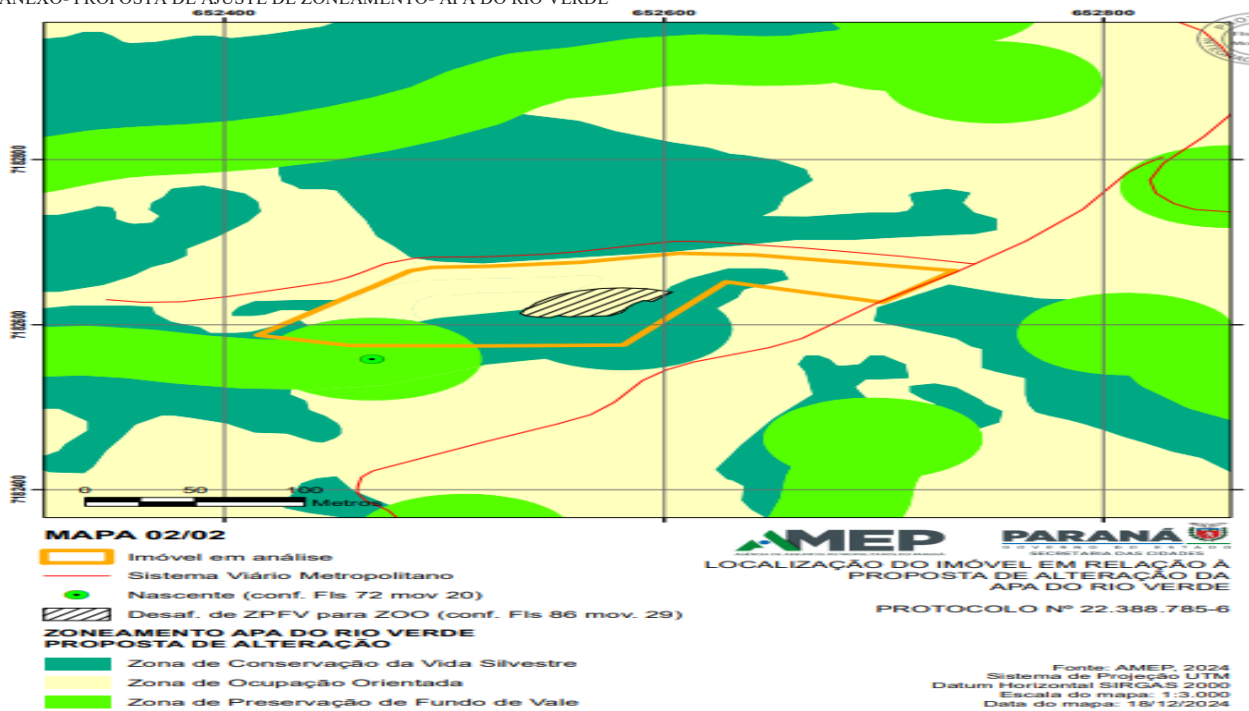 ANEXO- PROPOSTA DE AJUSTE DE ZONEAMENTO- APA DO RIO VERDE
652400
652600
652800
7182800
7182600
7182400
0 50 100
Metros
MAPA 02/02
Imóvel em análise
Sistema Viário Metropolitano
Nascente (conf. Fls 72 mov 20)
Desaf. de ZPFV para ZOO (conf. Fls 86 mov. 29)
ZONEAMENTO APA DO RIO VERDE
PROPOSTA DE ALTERAÇÃO
Zona de Conservação da Vida Silvestre
Zona de Ocupação Orientada
Zona de Preservação de Fundo de Vale
AMEP
AGÊNCIA DE ASSUNTOS METROPOLITANOS DO PARANÁ
PARANÁ
GOVERNO DO ESTADO
SECRETARIA DAS CIDADES
LOCALIZAÇÃO DO IMÓVEL EM RELAÇÃO À
PROPOSTA DE ALTERAÇÃO DA
APA DO RIO VERDE
PROTOCOLO Nº 22.388.785-6
Fonte: AMEP, 2024
Sistema de Projeção UTM
Datum Horizontal SIRGAS 2000
Escala do mapa: 1:3.000
Data do mapa: 18/12/2024